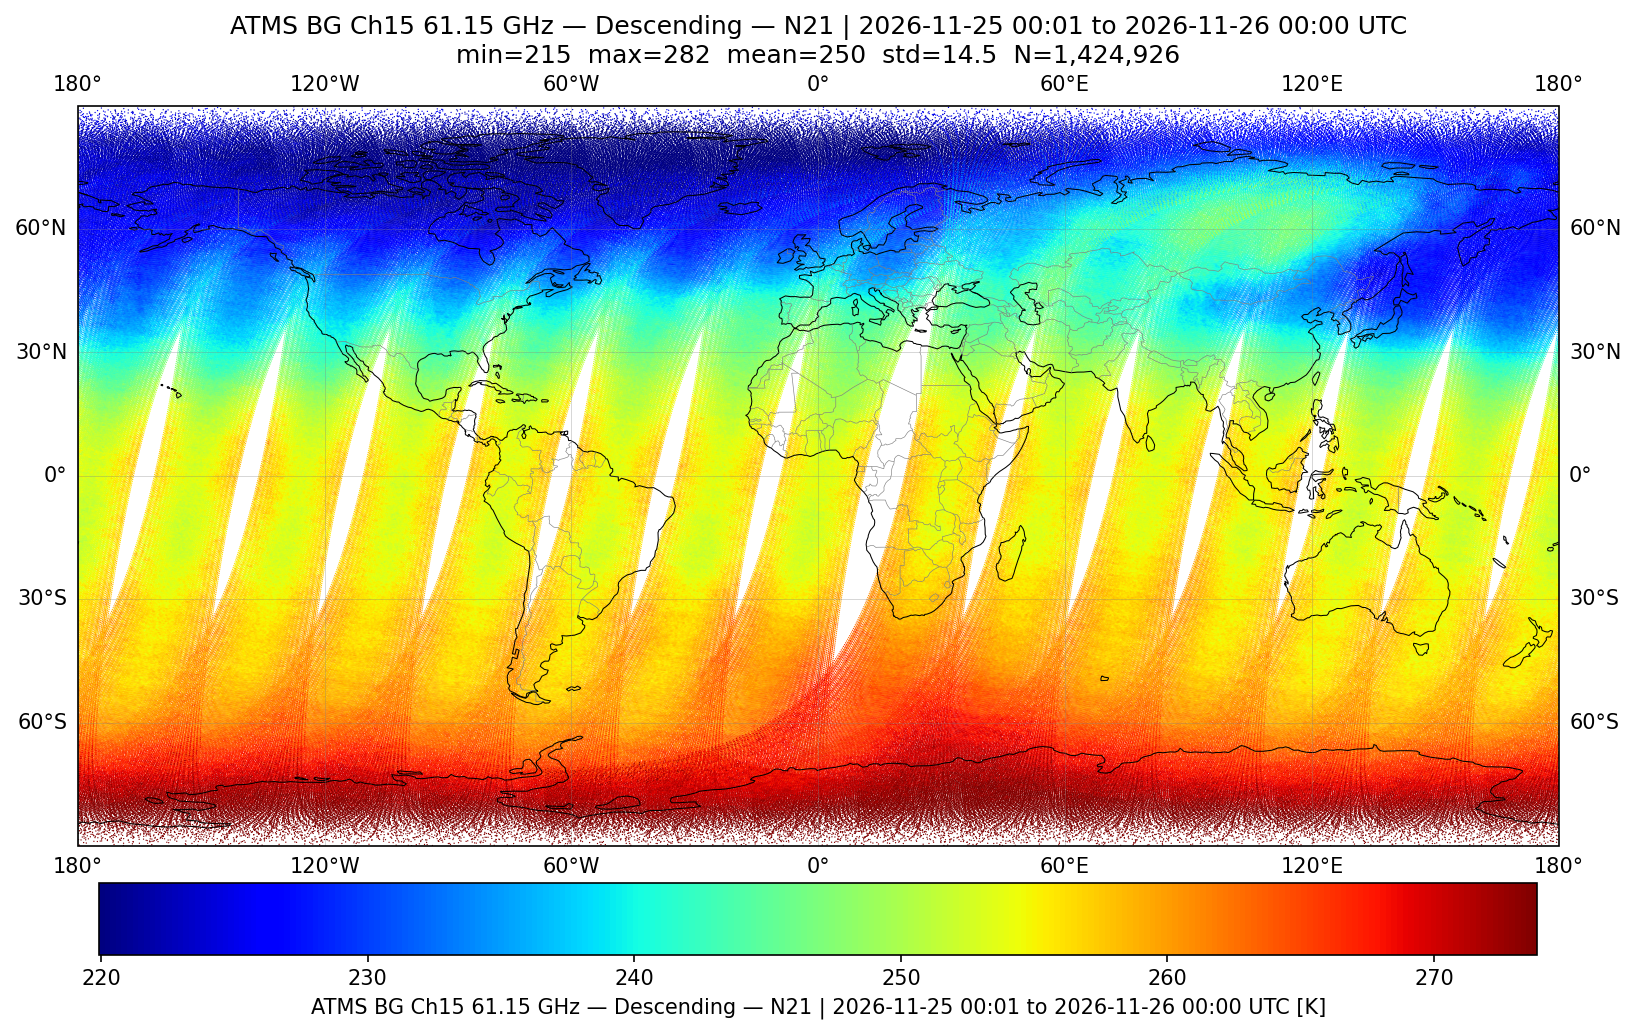 ATMS BG Ch15 61.15 GHz — Descending — N21 | 2026-11-25 00:01 to 2026-11-26 00:00 UTC
min=215 max=282 mean=250 std=14.5 N=1,424,926
180° 120°W 60°W 0° 60°E 120°E 180°
60°N 60°N
30°N 30°N
0° 0°
30°S 30°S
60°S 60°S
180° 120°W 60°W 0° 60°E 120°E 180°
220 230 240 250 260 270
ATMS BG Ch15 61.15 GHz — Descending — N21 | 2026-11-25 00:01 to 2026-11-26 00:00 UTC [K]